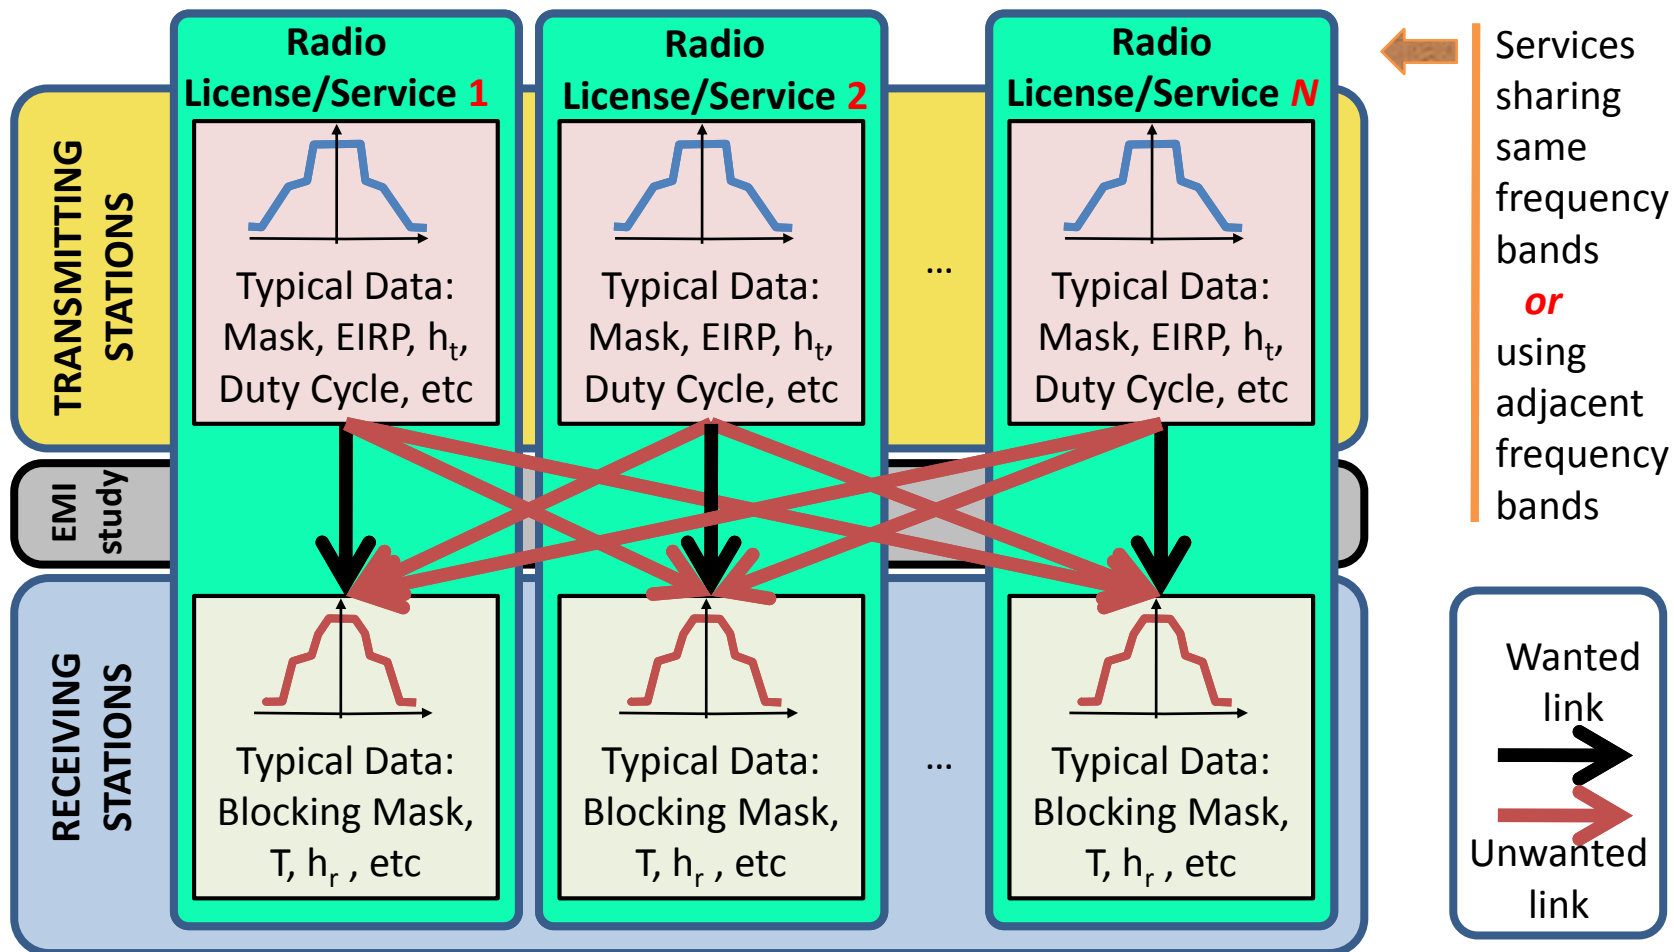 Radio
License/Service 1
Radio
License/Service 2
Radio
License/Service N
Services
sharing
same
frequency
bands
or
using
adjacent
frequency
bands
TRANSMITTING
STATIONS
Typical Data:
Mask, EIRP, ht,
Duty Cycle, etc
Typical Data:
Mask, EIRP, ht,
Duty Cycle, etc
...
Typical Data:
Mask, EIRP, ht,
Duty Cycle, etc
EMI
study
RECEIVING
STATIONS
Typical Data:
Blocking Mask,
T, hr , etc
Typical Data:
Blocking Mask,
T, hr , etc
...
Typical Data:
Blocking Mask,
T, hr , etc
Wanted
link
Unwanted
link